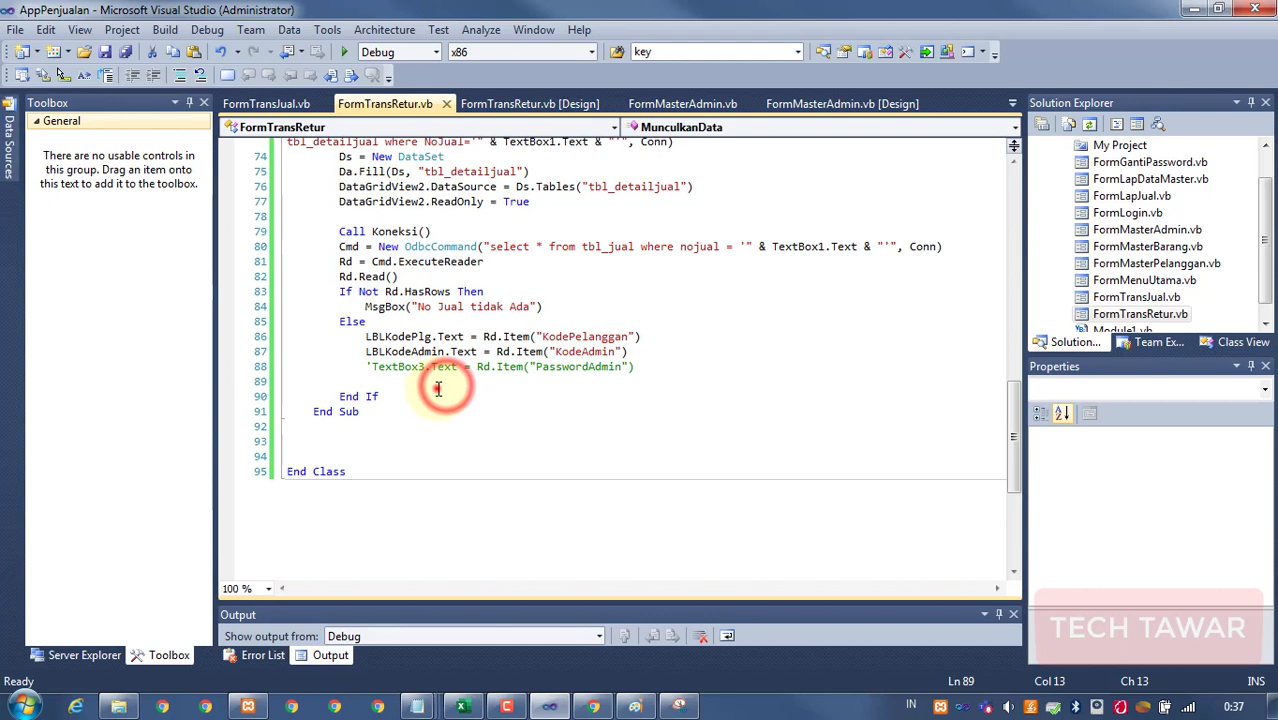 AppPenjualan - Microsoft Visual Studio (Administrator)
File Edit View Project Build Debug Team Data Tools Architecture Test Analyze Window Help
Debug x86 key
Toolbox
General
There are no usable controls in
this group. Drag an item onto
this text to add it to the toolbox.
Data Sources
FormTransJual.vb FormTransRetur.vb FormTransRetur.vb [Design] FormMasterAdmin.vb FormMasterAdmin.vb [Design]
FormTransRetur MunculkanData
tbl_detailjual where NoJual='" & TextBox1.Text & "'", Conn)
74 Ds = New DataSet
75 Da.Fill(Ds, "tbl_detailjual")
76 DataGridView2.DataSource = Ds.Tables("tbl_detailjual")
77 DataGridView2.ReadOnly = True
78
79 Call Koneksi()
80 Cmd = New OdbcCommand("select * from tbl_jual where nojual = '" & TextBox1.Text & "'", Conn)
81 Rd = Cmd.ExecuteReader
82 Rd.Read()
83 If Not Rd.HasRows Then
84 MsgBox("No Jual tidak Ada")
85 Else
86 LBLKodePlg.Text = Rd.Item("KodePelanggan")
87 LBLKodeAdmin.Text = Rd.Item("KodeAdmin")
88 'TextBox3.Text = Rd.Item("PasswordAdmin")
89
90 End If
91 End Sub
92
93
94
95 End Class
100 %
Output
Show output from: Debug
Server Explorer Toolbox Error List Output
Solution Explorer
My Project
FormGantiPassword.vb
FormLapDataMaster.vb
FormLapJual.vb
FormLogin.vb
FormMasterAdmin.vb
FormMasterBarang.vb
FormMasterPelanggan.vb
FormMenuUtama.vb
FormTransJual.vb
FormTransRetur.vb
Module1.vb
Solution... Team Ex... Class View
Properties
TECH TAWAR
Ready Ln 89 Col 13 Ch 13 INS
IN 0:37